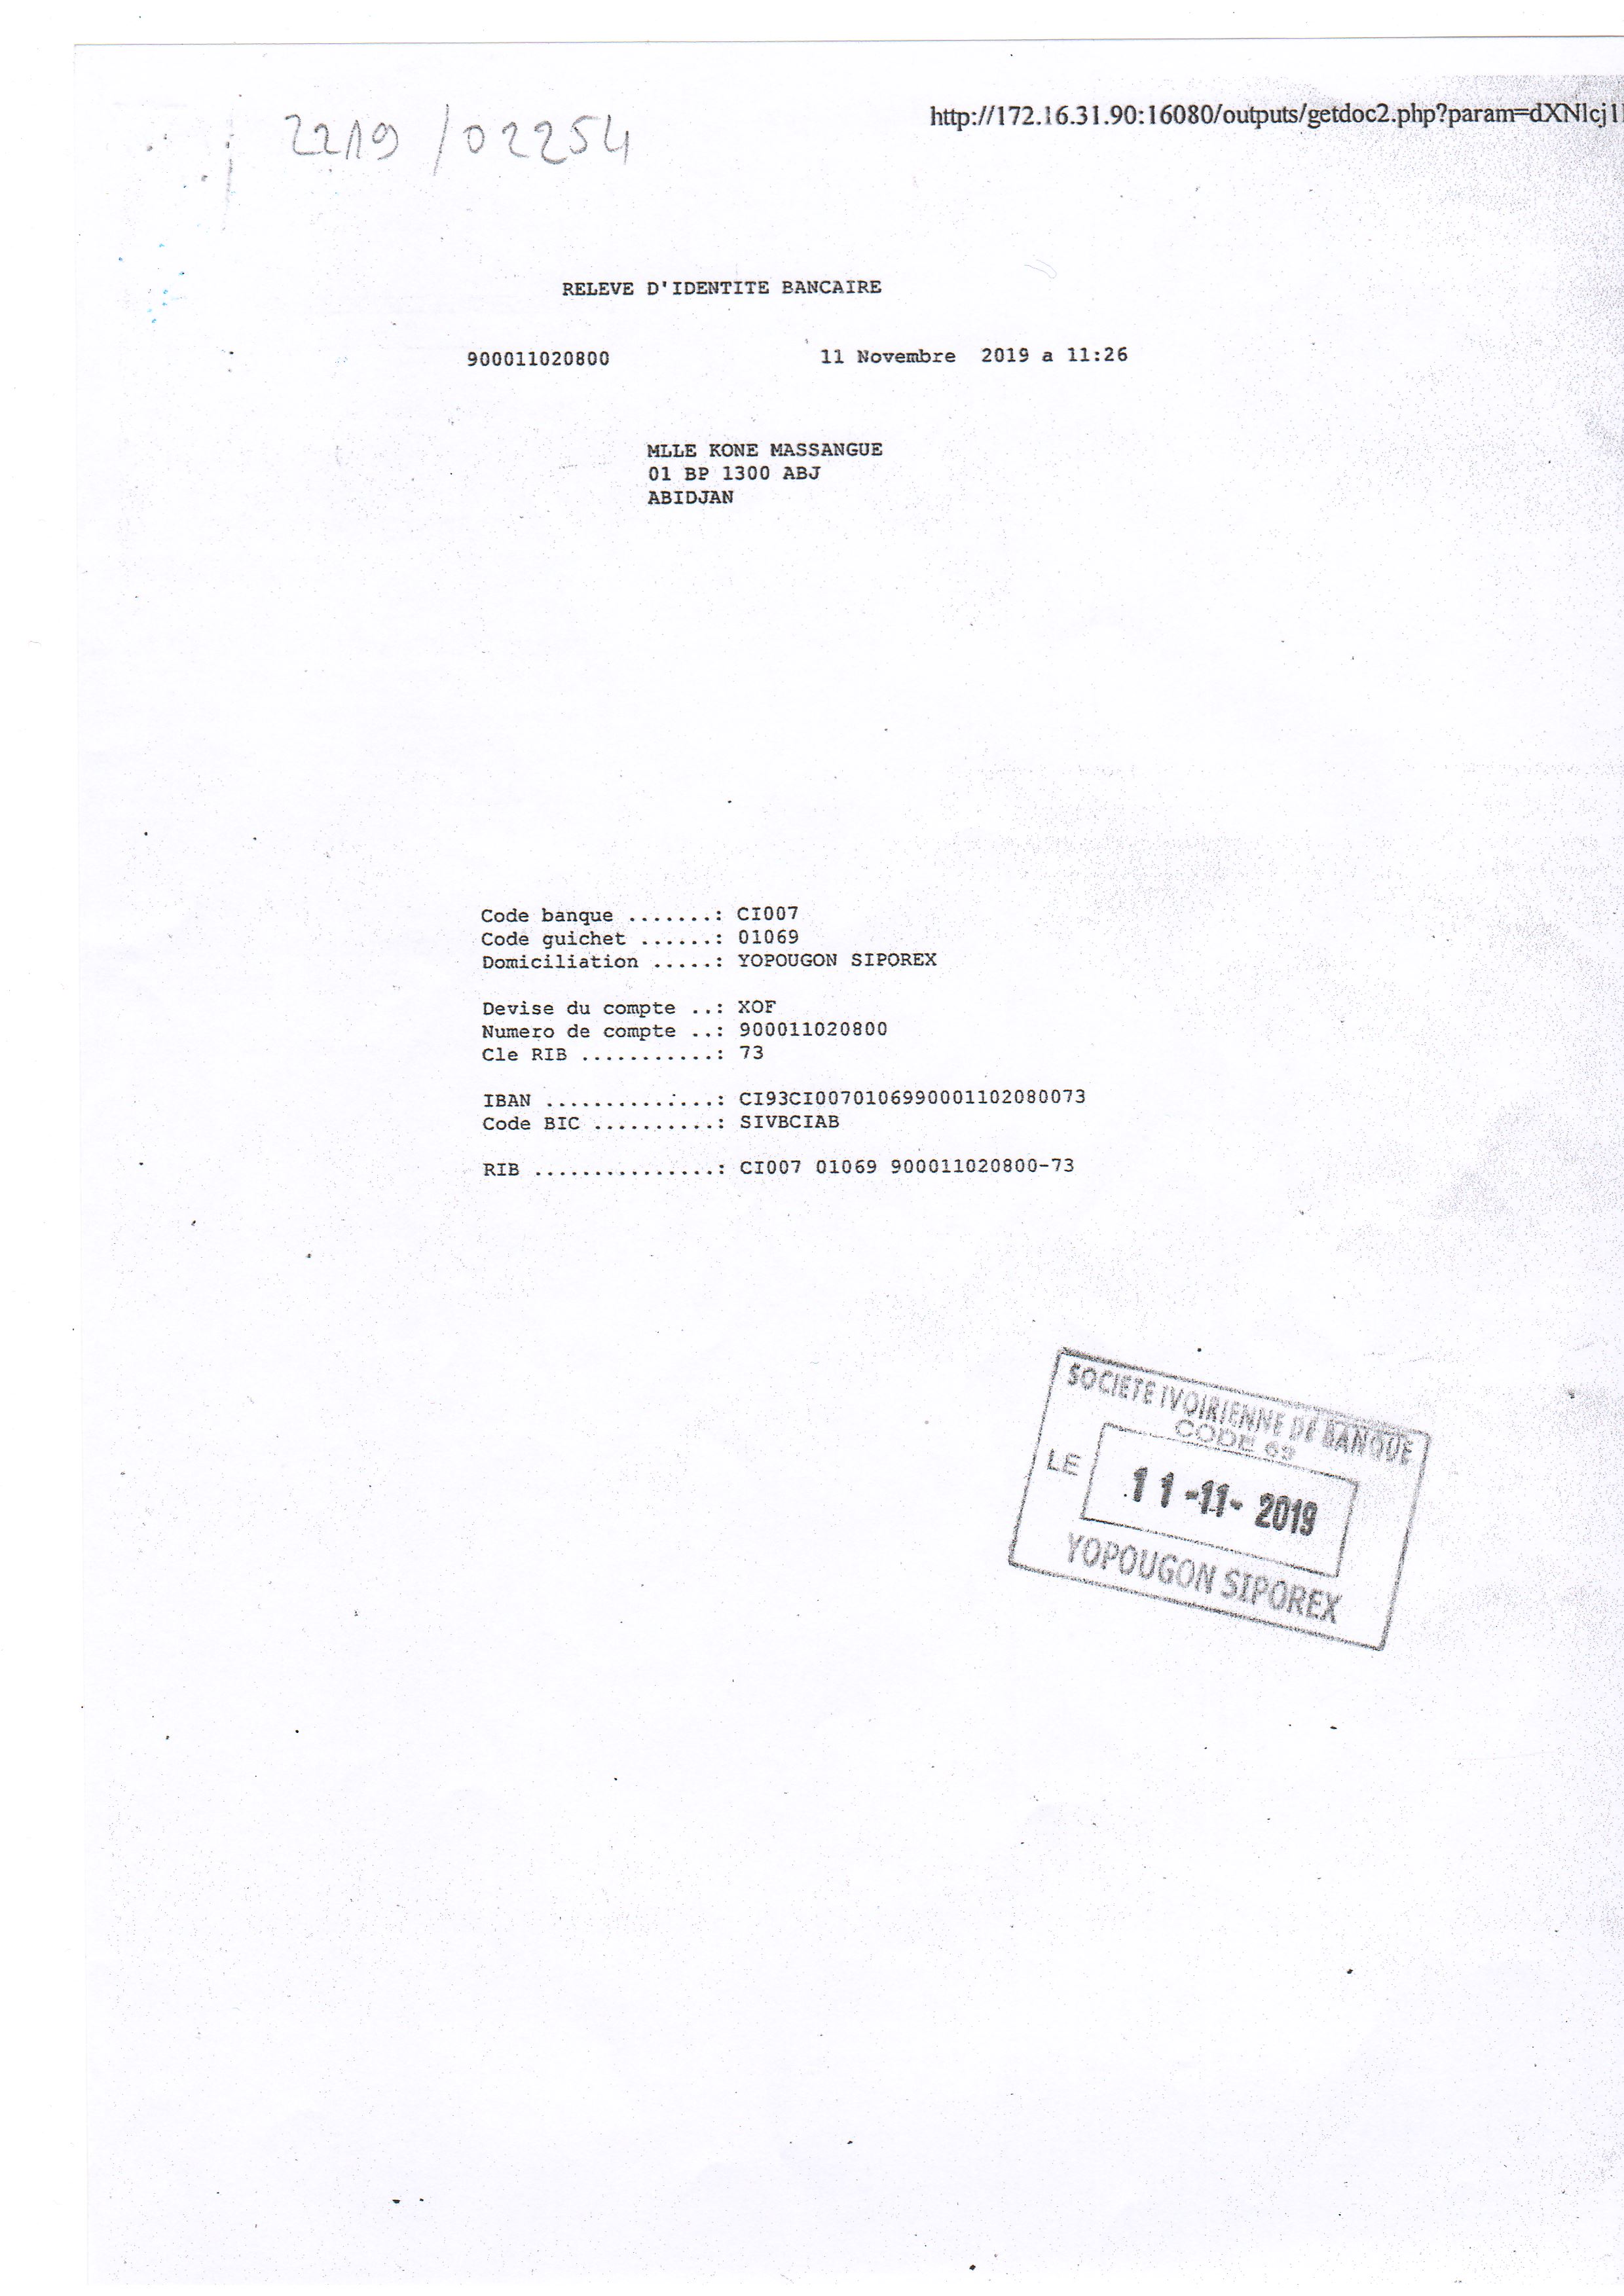 2219/02254
http://172.16.31.90:16080/outputs/getdoc2.php?param=dXNlcj1
RELEVE D'IDENTITE BANCAIRE
900011020800 11 Novembre 2019 a 11:26
MLLE KONE MASSANGUE
01 BP 1300 ABJ
ABIDJAN
Code banque .......: CI007
Code guichet ......: 01069
Domiciliation .....: YOPOUGON SIPOREX
Devise du compte ..: XOF
Numero de compte ..: 900011020800
Cle RIB ...........: 73
IBAN ..............: CI93CI0070106990001102080073
Code BIC ..........: SIVBCIAB
RIB ...............: CI007 01069 900011020800-73
SOCIETE IVOIRIENNE DE BANQUE
CODE 69
LE 11-11-2019
YOPOUGON SIPOREX